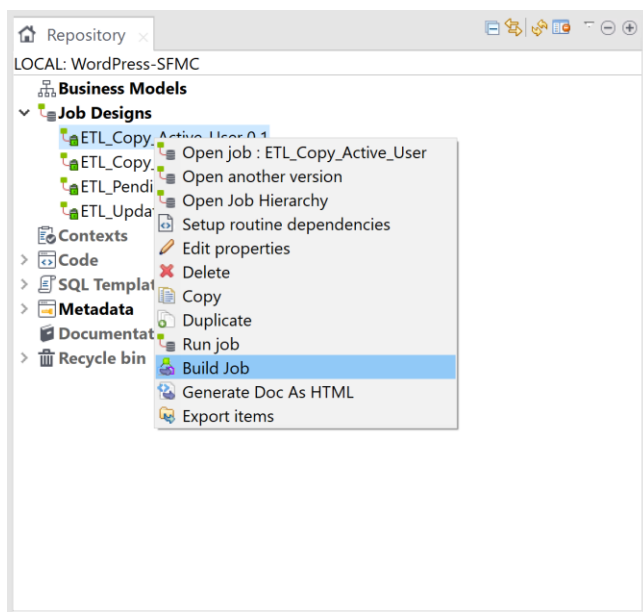 Repository
LOCAL: WordPress-SFMC
Business Models
Job Designs
ETL_Copy_Active_User 0.1
ETL_Copy_
ETL_Pendi
ETL_Updat
Contexts
Code
SQL Templat
Metadata
Documentat
Recycle bin
Open job : ETL_Copy_Active_User
Open another version
Open Job Hierarchy
Setup routine dependencies
Edit properties
Delete
Copy
Duplicate
Run job
Build Job
Generate Doc As HTML
Export items